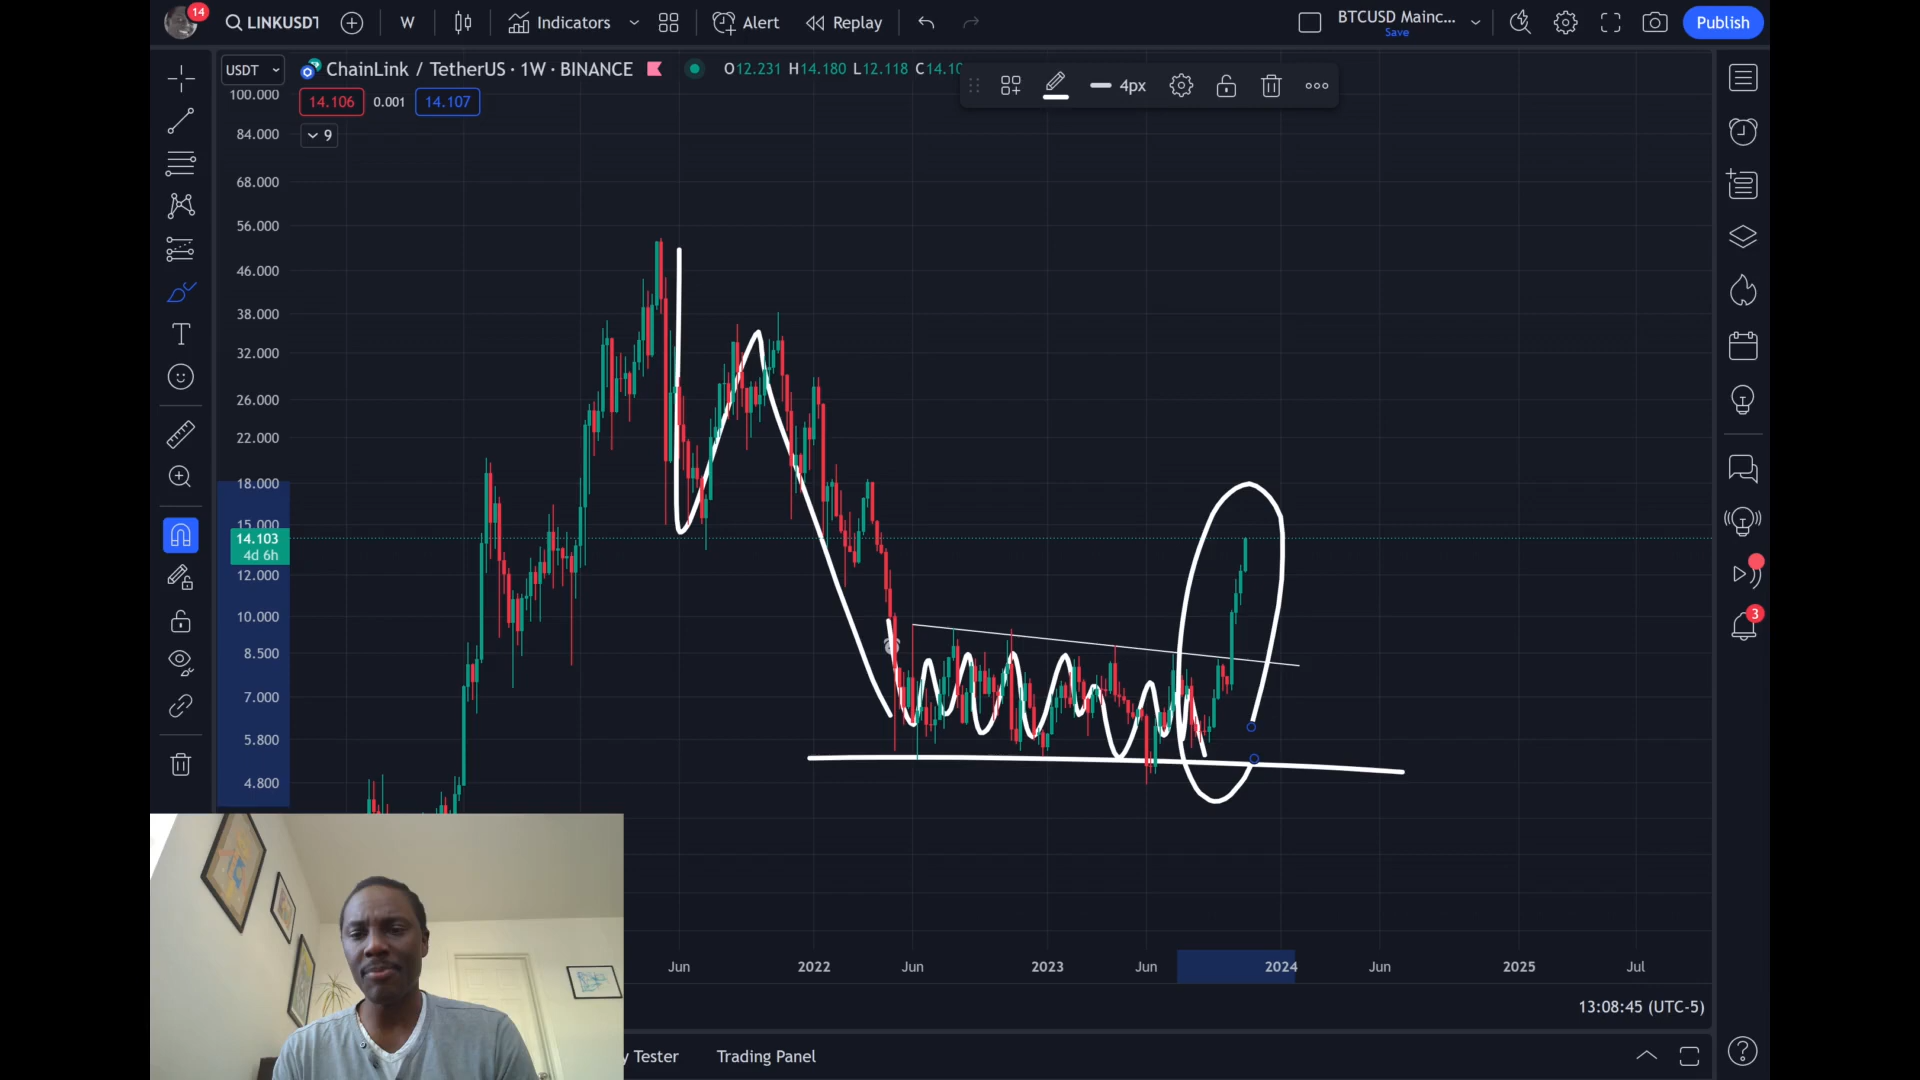 14
LINKUSDT
W
Indicators
Alert
Replay
BTCUSD Mainc...
Save
Publish
USDT
ChainLink / TetherUS · 1W · BINANCE
O12.231 H14.180 L12.118 C14.10
4px
14.106 0.001 14.107
9
100.000
84.000
68.000
56.000
46.000
38.000
32.000
26.000
22.000
18.000
15.000
14.103
4d 6h
12.000
10.000
8.500
7.000
5.800
4.800
3
Jun 2022 Jun 2023 Jun 2024 Jun 2025 Jul
13:08:45 (UTC-5)
y Tester
Trading Panel